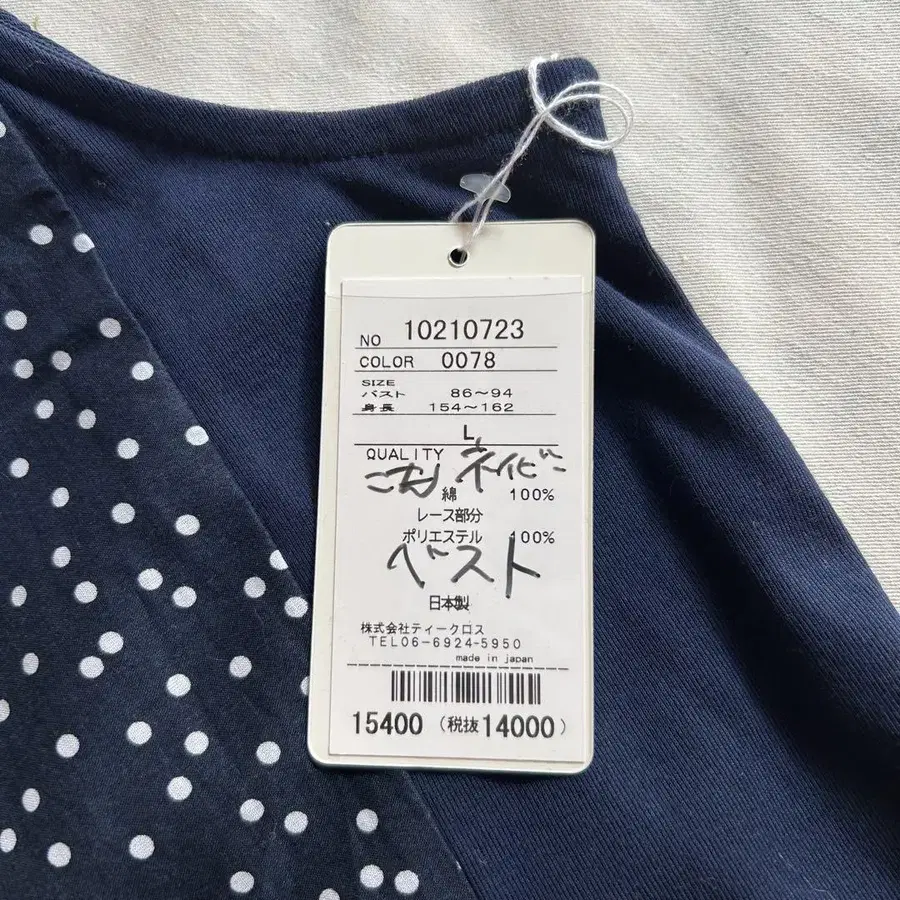 NO 10210723
COLOR 0078
SIZE
バスト 86～94
身長 154～162
L
QUALITY
ネイビー
綿 100%
レース部分
ポリエステル 100%
ベスト
日本製
株式会社ティークロス
TEL06-6924-5950
made in japan
15400 (税抜14000)